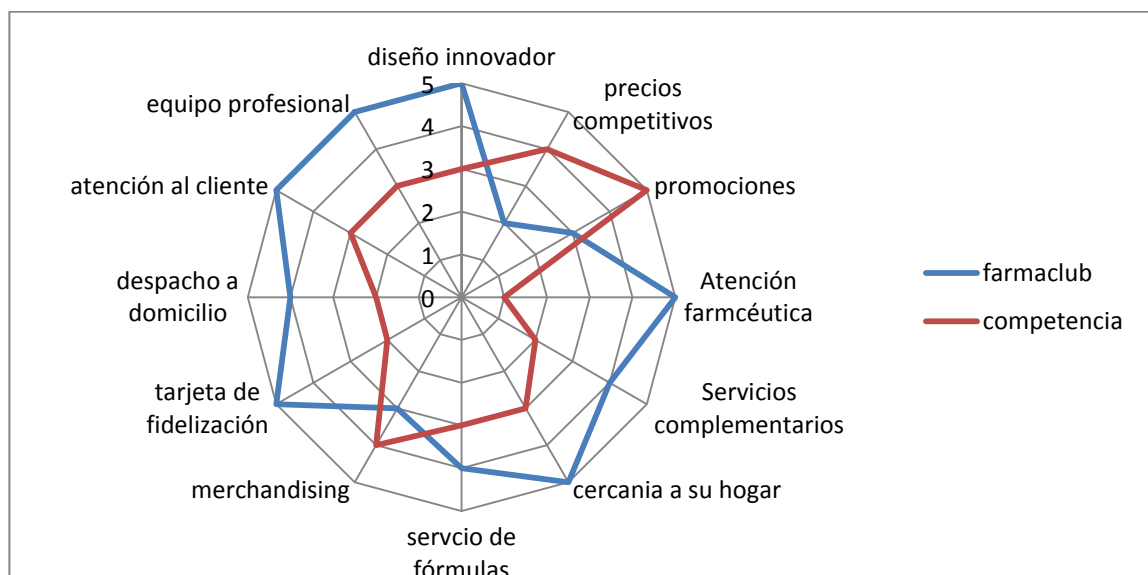 diseño innovador
precios
competitivos
promociones
Atención
farmcéutica
Servicios
complementarios
cercania a su hogar
servcio de
fórmulas
merchandising
tarjeta de
fidelización
despacho a
domicilio
atención al cliente
equipo profesional
5
4
3
2
1
0
farmaclub
competencia